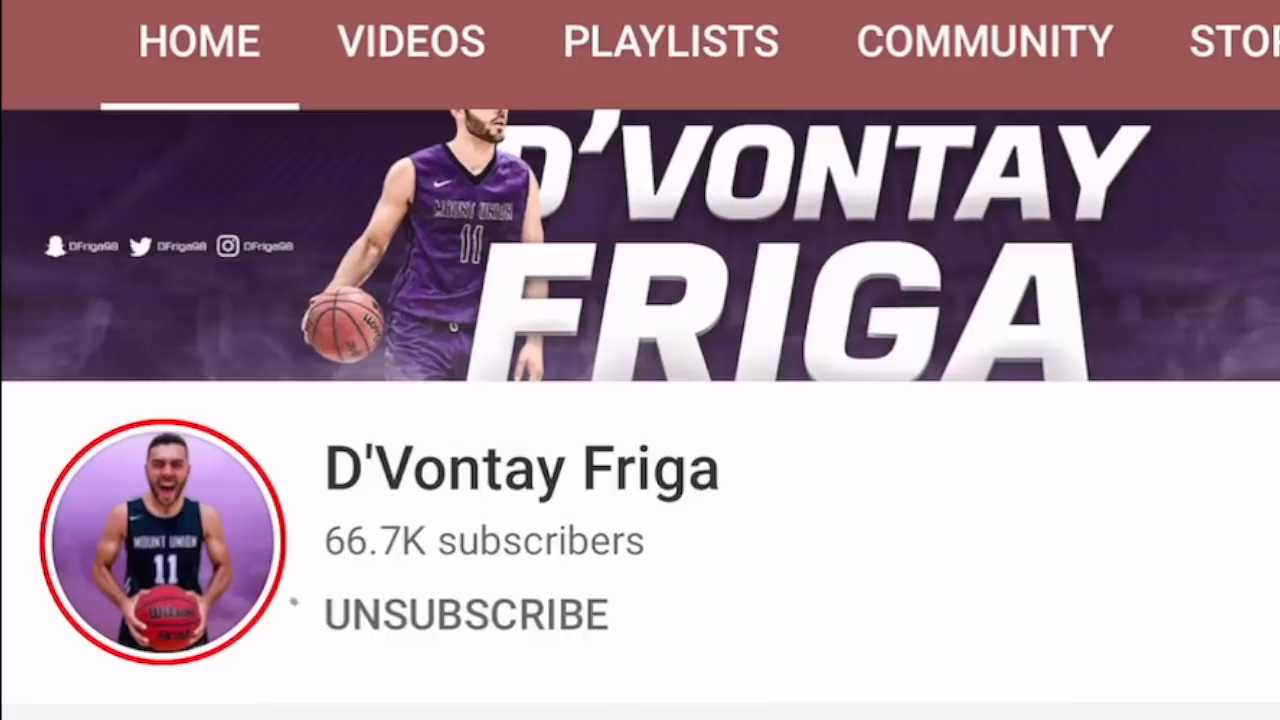 HOME VIDEOS PLAYLISTS COMMUNITY STOR
D'VONTAY
MOUNT UNION
11
DFriga98 DFriga98 DFriga98
FRIGA
D'Vontay Friga
66.7K subscribers
MOUNT UNION
11
Wilson
UNSUBSCRIBE